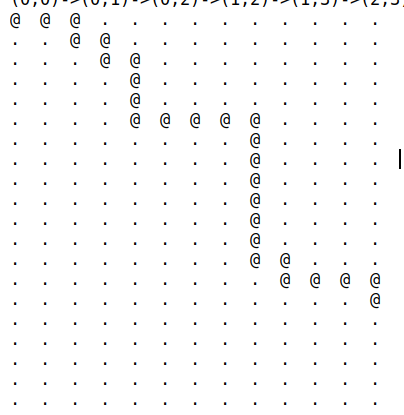 (0,0)->(0,1)->(0,2)->(1,2)->(1,3)->(2,3)
@ @ @ . . . . . . . . . .
. . @ @ . . . . . . . . .
. . . @ @ . . . . . . . .
. . . . @ . . . . . . . .
. . . . @ . . . . . . . .
. . . . @ @ @ @ @ . . . .
. . . . . . . . @ . . . .
. . . . . . . . @ . . . .
. . . . . . . . @ . . . .
. . . . . . . . @ . . . .
. . . . . . . . @ . . . .
. . . . . . . . @ . . . .
. . . . . . . . @ @ . . .
. . . . . . . . . @ @ @ @
. . . . . . . . . . . . @
. . . . . . . . . . . . .
. . . . . . . . . . . . .
. . . . . . . . . . . . .
. . . . . . . . . . . . .
. . . . . . . . . . . . .